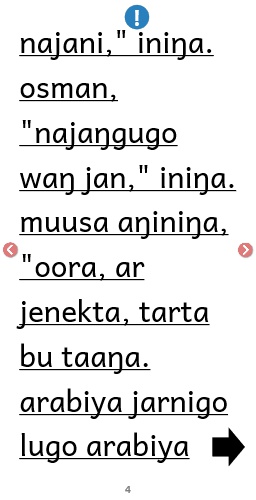 najani," iniŋa.
osman,
"najaŋgugo
waŋ jan," iniŋa.
muusa aŋiniŋa,
"oora, ar
jenekta, tarta
bu taaŋa.
arabiya jarnigo
lugo arabiya
4